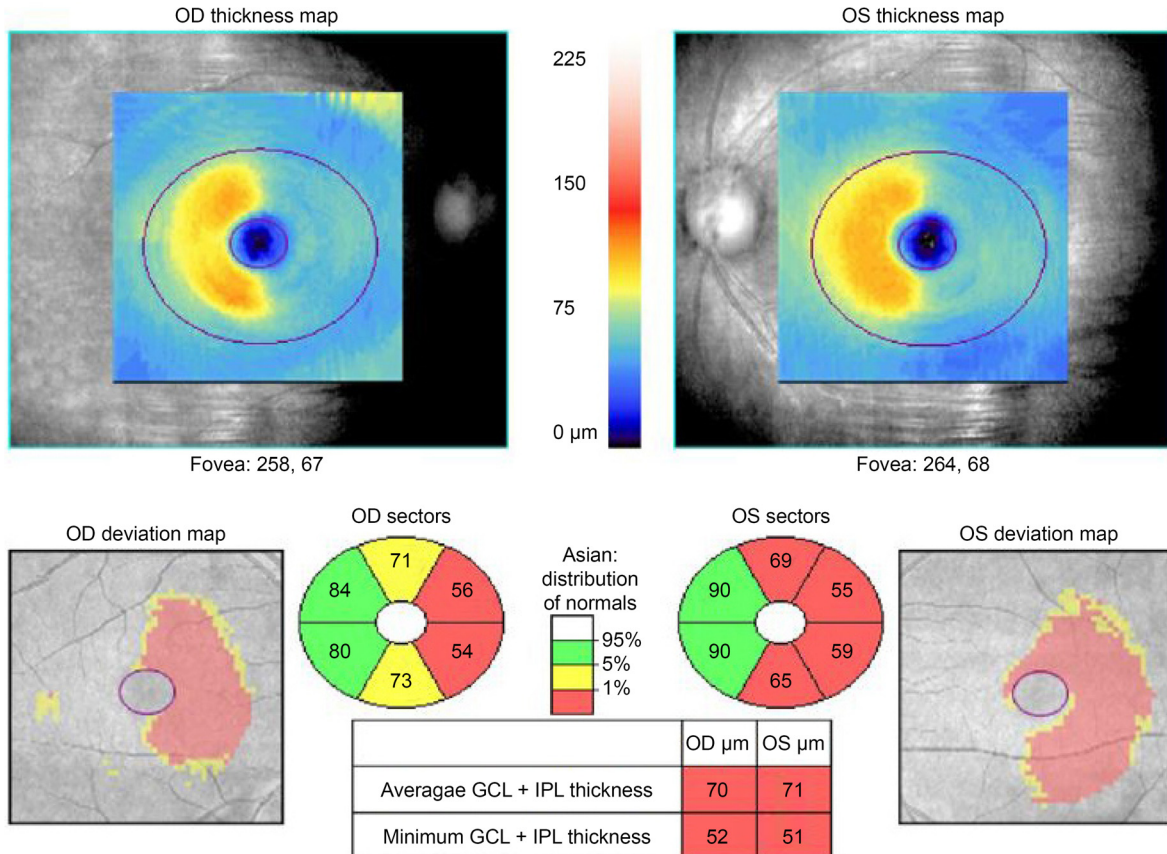 OD thickness map
OS thickness map
225
150
75
0 µm
Fovea: 258, 67
Fovea: 264, 68
OD deviation map
OD sectors
71
84
56
80
54
73
Asian:
distribution
of normals
95%
5%
1%
OS sectors
69
90
55
90
59
65
OS deviation map
OD µm OS µm
Averagae GCL + IPL thickness 70 71
Minimum GCL + IPL thickness 52 51